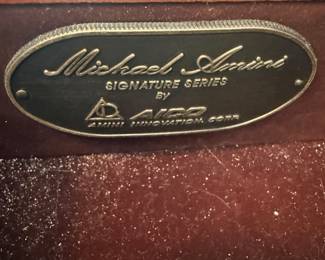 Michael Amini
SIGNATURE SERIES
BY
AICO
AMINI INNOVATION CORP.